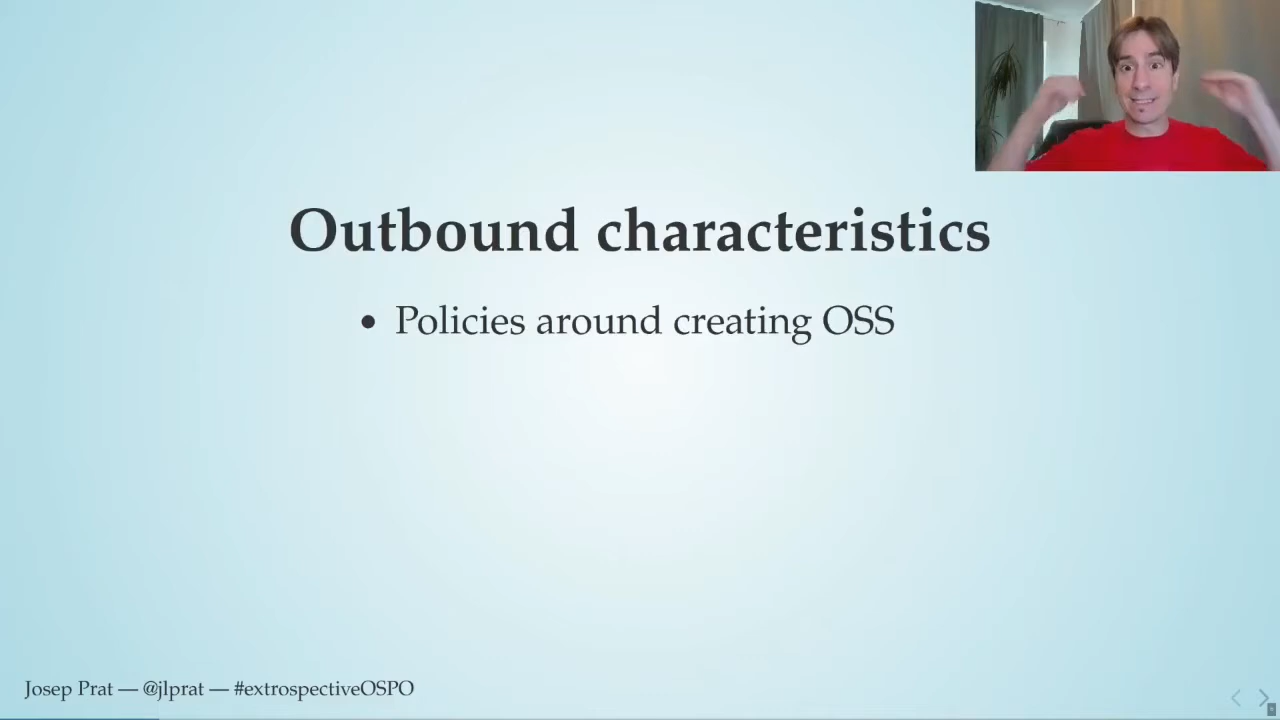 Outbound characteristics
• Policies around creating OSS
Josep Prat — @jlprat — #extrospectiveOSPO